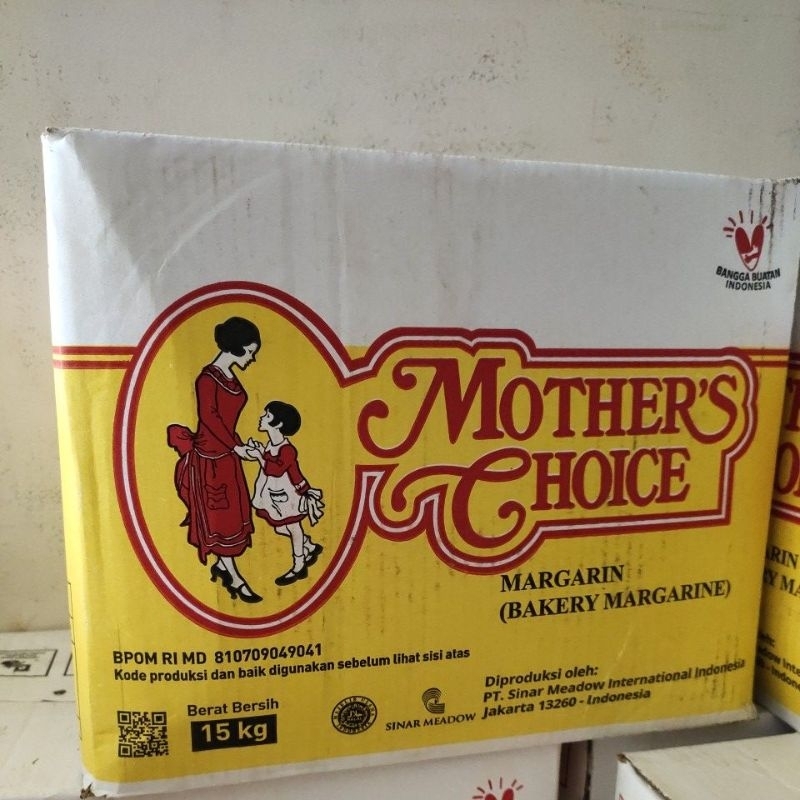 BANGGA BUATAN
INDONESIA
MOTHER'S
CHOICE
MARGARIN
(BAKERY MARGARINE)
BPOM RI MD 810709049041
Kode produksi dan baik digunakan sebelum lihat sisi atas
Berat Bersih
15 kg
SINAR MEADOW
Diproduksi oleh:
PT. Sinar Meadow International Indonesia
Jakarta 13260 - Indonesia